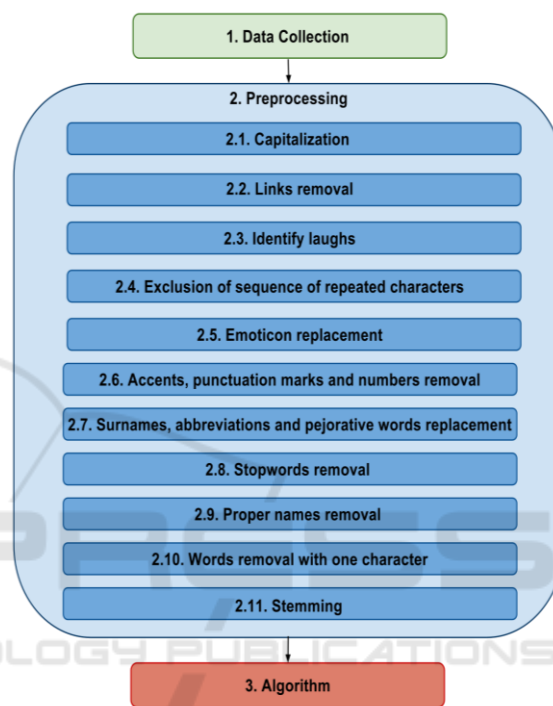 1. Data Collection
2. Preprocessing
2.1. Capitalization
2.2. Links removal
2.3. Identify laughs
2.4. Exclusion of sequence of repeated characters
2.5. Emoticon replacement
2.6. Accents, punctuation marks and numbers removal
2.7. Surnames, abbreviations and pejorative words replacement
2.8. Stopwords removal
2.9. Proper names removal
2.10. Words removal with one character
2.11. Stemming
PRESS
OLOGY PUBLICATIONS
3. Algorithm